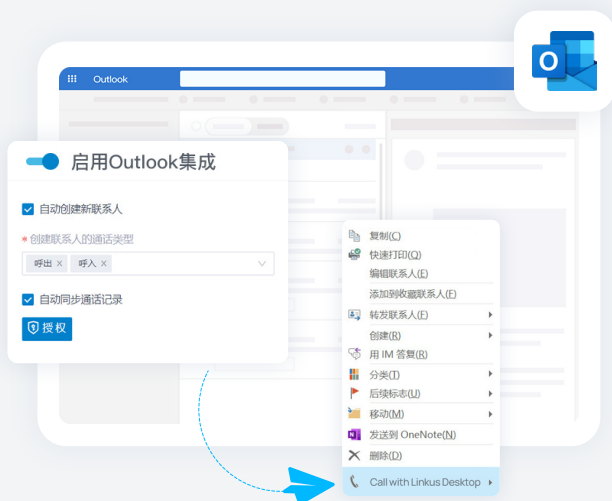 Outlook
O
启用Outlook集成
自动创建新联系人
* 创建联系人的通话类型
呼出 × 呼入 ×
自动同步通话记录
授权
复制(C)
快速打印(Q)
编辑联系人(E)
添加到收藏联系人(F)
转发联系人(F)
创建(R)
用 IM 答复(R)
分类(T)
后续标志(U)
移动(M)
发送到 OneNote(N)
删除(D)
Call with Linkus Desktop